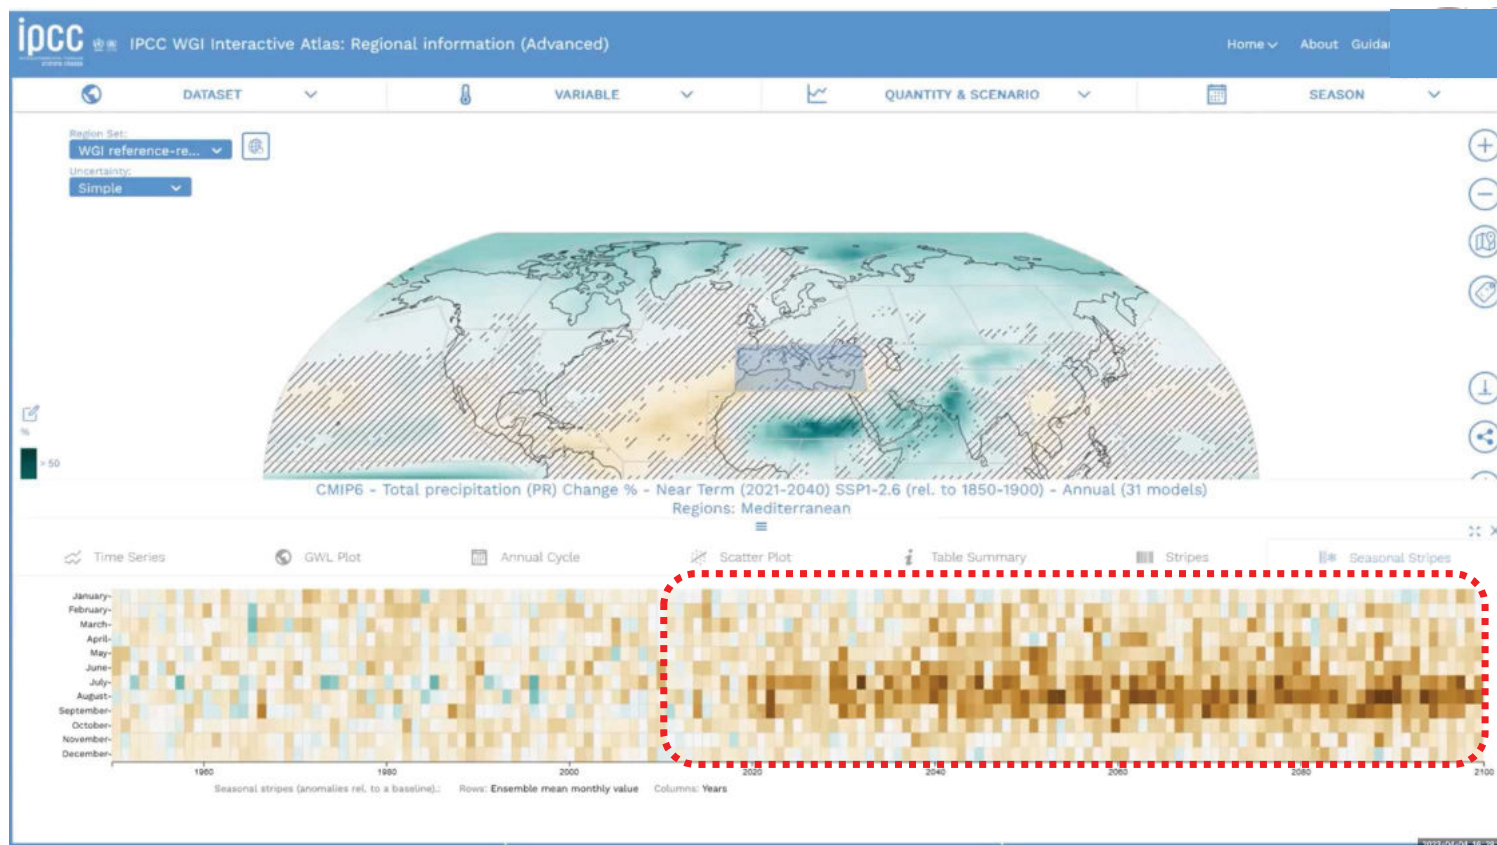 ipcc
IPCC WGI Interactive Atlas: Regional information (Advanced)
Home About
DATASET VARIABLE QUANTITY & SCENARIO SEASON
Region Set:
WGI reference-re...
Uncertainty:
Simple
%
> 50
CMIP6 - Total precipitation (PR) Change % - Near Term (2021-2040) SSP1-2.6 (rel. to 1850-1900) - Annual (31 models)
Regions: Mediterranean
Time Series GWL Plot Annual Cycle Scatter Plot Table Summary Stripes Seasonal Stripes
January
February
March
April
May
June
July
August
September
October
November
December
1960 1980 2000 2020 2040 2060 2080 2100
Seasonal stripes (anomalies rel. to a baseline).: Rows: Ensemble mean monthly value Columns: Years